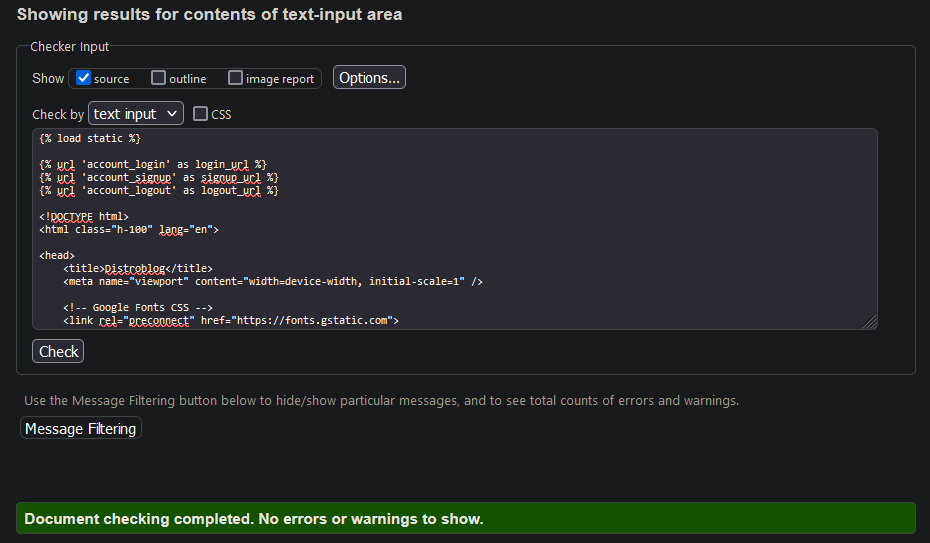 Showing results for contents of text-input area
Checker Input
Show source outline image report Options...
Check by text input CSS
{% load static %}
{% url 'account_login' as login_url %}
{% url 'account_signup' as signup_url %}
{% url 'account_logout' as logout_url %}
<!DOCTYPE html>
<html class="h-100" lang="en">
<head>
<title>Distroblog</title>
<meta name="viewport" content="width=device-width, initial-scale=1" />
<!-- Google Fonts CSS -->
<link rel="preconnect" href="https://fonts.gstatic.com">
Check
Use the Message Filtering button below to hide/show particular messages, and to see total counts of errors and warnings.
Message Filtering
Document checking completed. No errors or warnings to show.